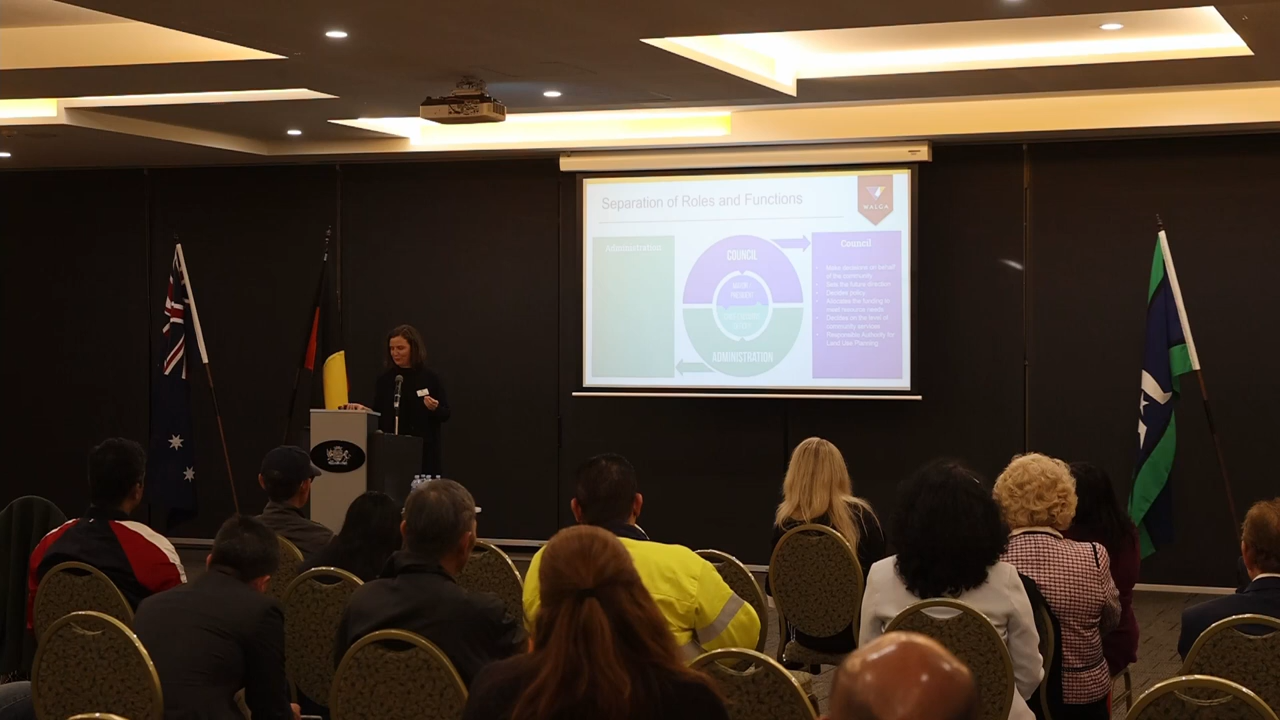 Separation of Roles and Functions
WALGA
Administration
COUNCIL
ADMINISTRATION
Council
Makes decisions on behalf
of the community
Sets the future direction
Decides policy
Allocates the funding to
meet resource needs
Decides on the level of
community services
Responsible Authority for
Land Use Planning